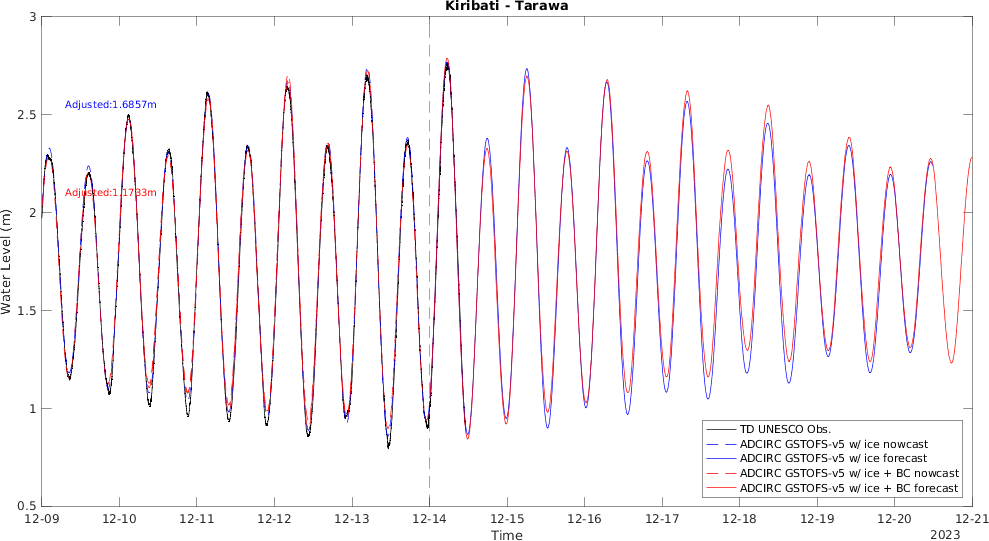 Kiribati - Tarawa
3
2.5
2
1.5
1
0.5
Water Level (m)
Adjusted:1.6857m
Adjusted:1.1733m
TD UNESCO Obs.
ADCIRC GSTOFS-v5 w/ ice nowcast
ADCIRC GSTOFS-v5 w/ ice forecast
ADCIRC GSTOFS-v5 w/ ice + BC nowcast
ADCIRC GSTOFS-v5 w/ ice + BC forecast
12-09 12-10 12-11 12-12 12-13 12-14 12-15 12-16 12-17 12-18 12-19 12-20 12-21
Time
2023